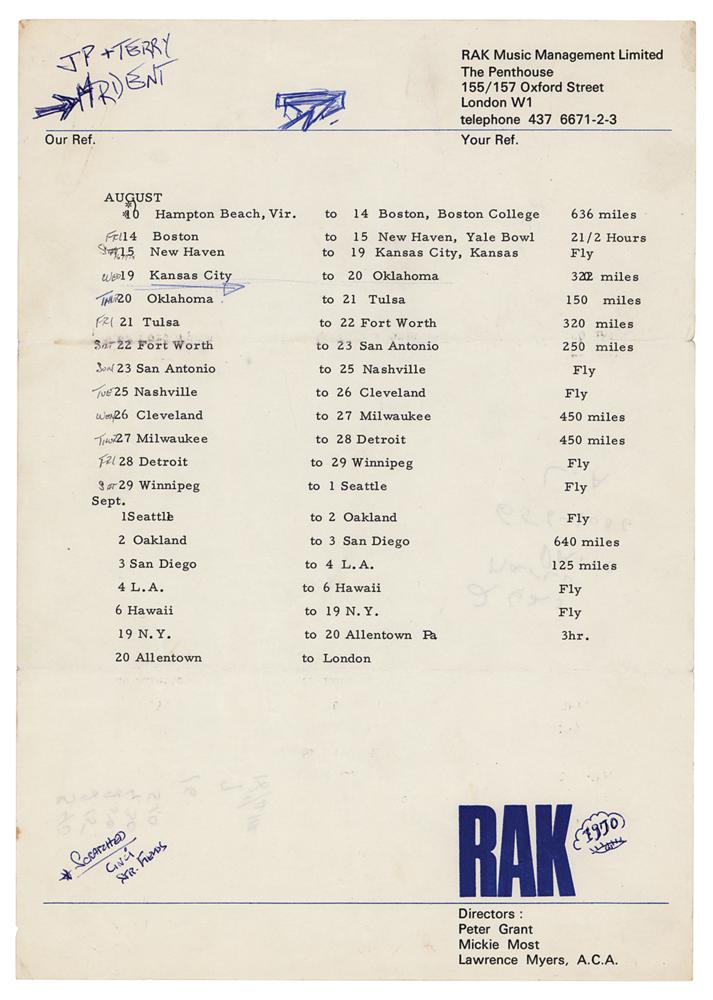 JP + TERRY
ARDENT
RAK Music Management Limited
The Penthouse
155/157 Oxford Street
London W1
telephone 437 6671-2-3
Our Ref. Your Ref.
AUGUST
10 Hampton Beach, Vir. to 14 Boston, Boston College 636 miles
FRI 14 Boston to 15 New Haven, Yale Bowl 21/2 Hours
SAT 15 New Haven to 19 Kansas City, Kansas Fly
WED 19 Kansas City to 20 Oklahoma 322 miles
THU 20 Oklahoma to 21 Tulsa 150 miles
FRI 21 Tulsa to 22 Fort Worth 320 miles
SAT 22 Fort Worth to 23 San Antonio 250 miles
SUN 23 San Antonio to 25 Nashville Fly
TUE 25 Nashville to 26 Cleveland Fly
WED 26 Cleveland to 27 Milwaukee 450 miles
THU 27 Milwaukee to 28 Detroit 450 miles
FRI 28 Detroit to 29 Winnipeg Fly
SAT 29 Winnipeg to 1 Seattle Fly
Sept.
1 Seattle to 2 Oakland Fly
2 Oakland to 3 San Diego 640 miles
3 San Diego to 4 L.A. 125 miles
4 L.A. to 6 Hawaii Fly
6 Hawaii to 19 N.Y. Fly
19 N.Y. to 20 Allentown Pa 3hr.
20 Allentown to London
* SCRATCHED
RAK
1970
Directors :
Peter Grant
Mickie Most
Lawrence Myers, A.C.A.